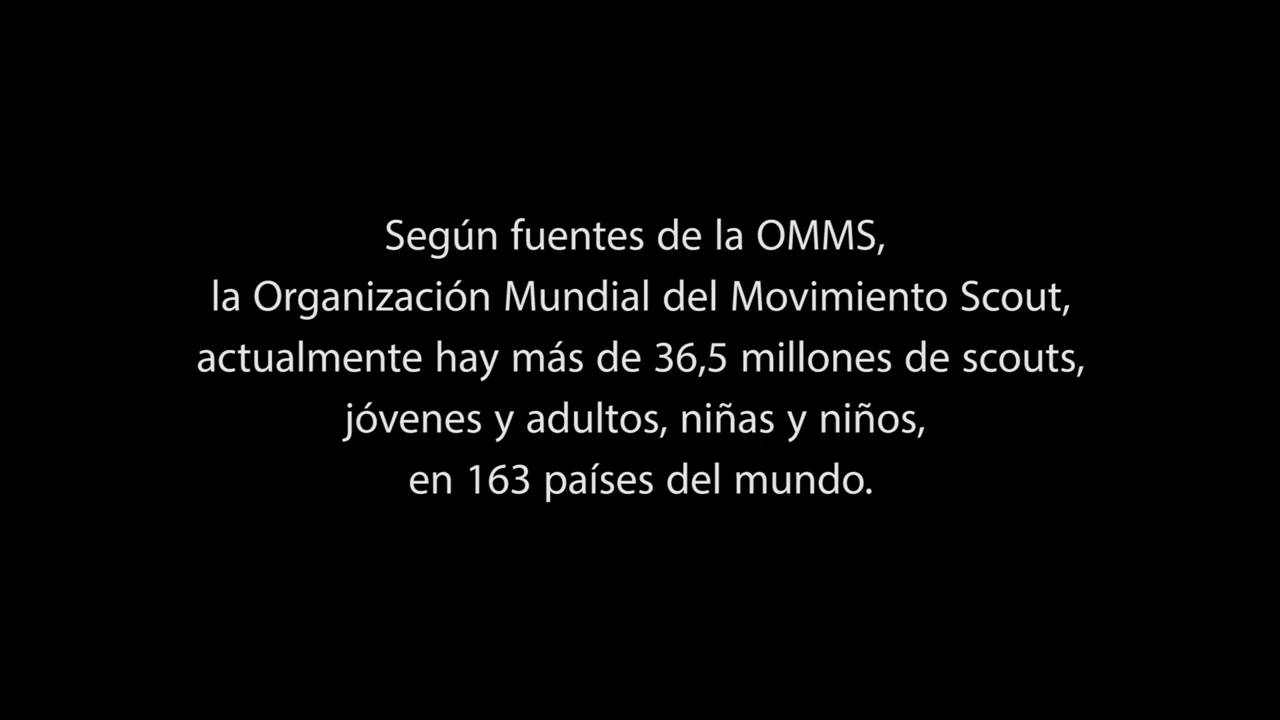 Según fuentes de la OMMS,
la Organización Mundial del Movimiento Scout,
actualmente hay más de 36,5 millones de scouts,
jóvenes y adultos, niñas y niños,
en 163 países del mundo.